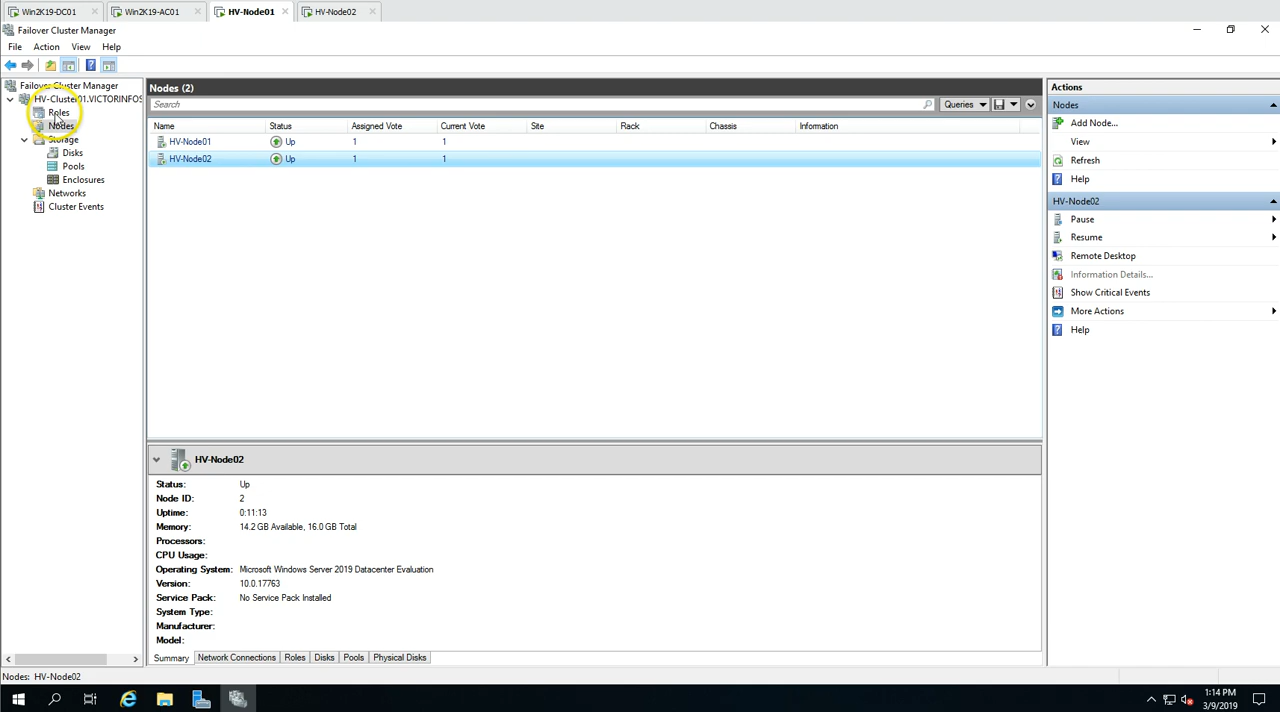 Win2K19-DC01
Win2K19-AC01
HV-Node01
HV-Node02
Failover Cluster Manager
File Action View Help
Failover Cluster Manager
HV-Cluster01.VICTORINFOS
Roles
Nodes
Storage
Disks
Pools
Enclosures
Networks
Cluster Events
Nodes (2)
Search
Queries
Name Status Assigned Vote Current Vote Site Rack Chassis Information
HV-Node01 Up 1 1
HV-Node02 Up 1 1
HV-Node02
Status: Up
Node ID: 2
Uptime: 0:11:13
Memory: 14.2 GB Available, 16.0 GB Total
Processors:
CPU Usage:
Operating System: Microsoft Windows Server 2019 Datacenter Evaluation
Version: 10.0.17763
Service Pack: No Service Pack Installed
System Type:
Manufacturer:
Model:
Summary Network Connections Roles Disks Pools Physical Disks
Actions
Nodes
Add Node...
View
Refresh
Help
HV-Node02
Pause
Resume
Remote Desktop
Information Details...
Show Critical Events
More Actions
Help
Nodes: HV-Node02
1:14 PM
3/9/2019